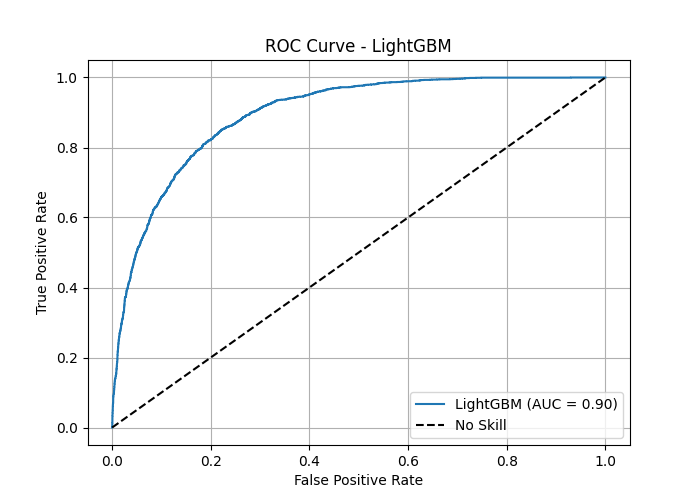 ROC Curve - LightGBM
True Positive Rate
1.0
0.8
0.6
0.4
0.2
0.0
0.0 0.2 0.4 0.6 0.8 1.0
False Positive Rate
LightGBM (AUC = 0.90)
No Skill